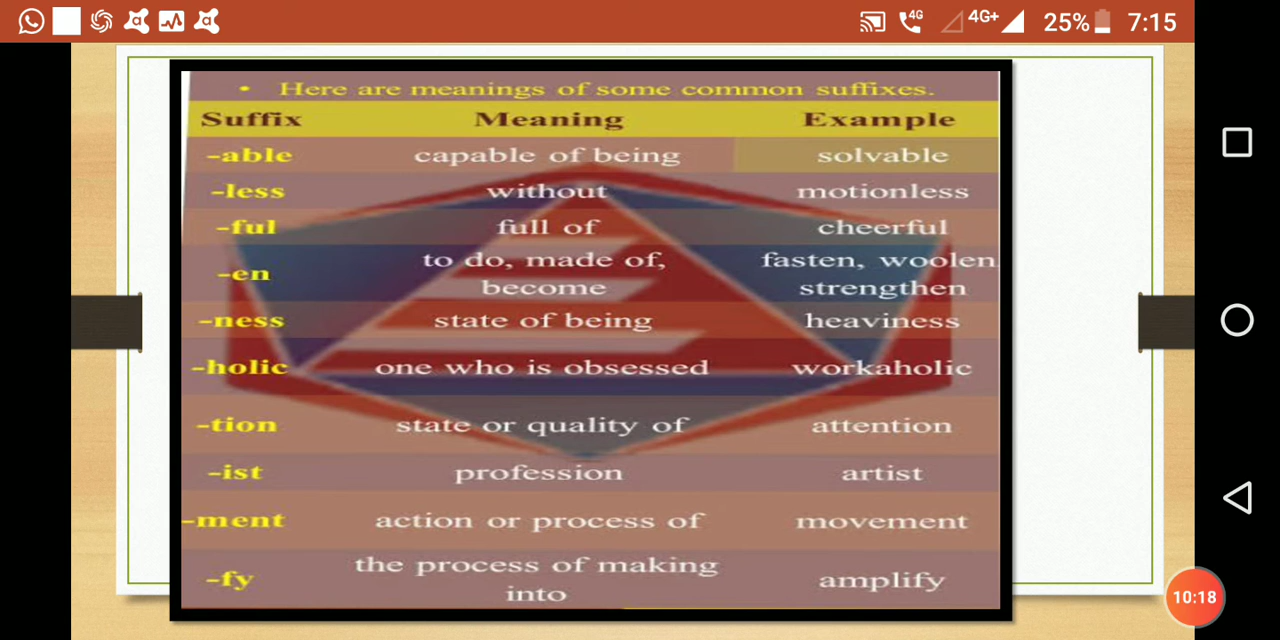 4G 4G+ 25% 7:15
• Here are meanings of some common suffixes.
Suffix Meaning Example
-able capable of being solvable
-less without motionless
-ful full of cheerful
-en to do, made of, become fasten, woolen strengthen
-ness state of being heaviness
-holic one who is obsessed workaholic
-tion state or quality of attention
-ist profession artist
-ment action or process of movement
-fy the process of making into amplify
10:18